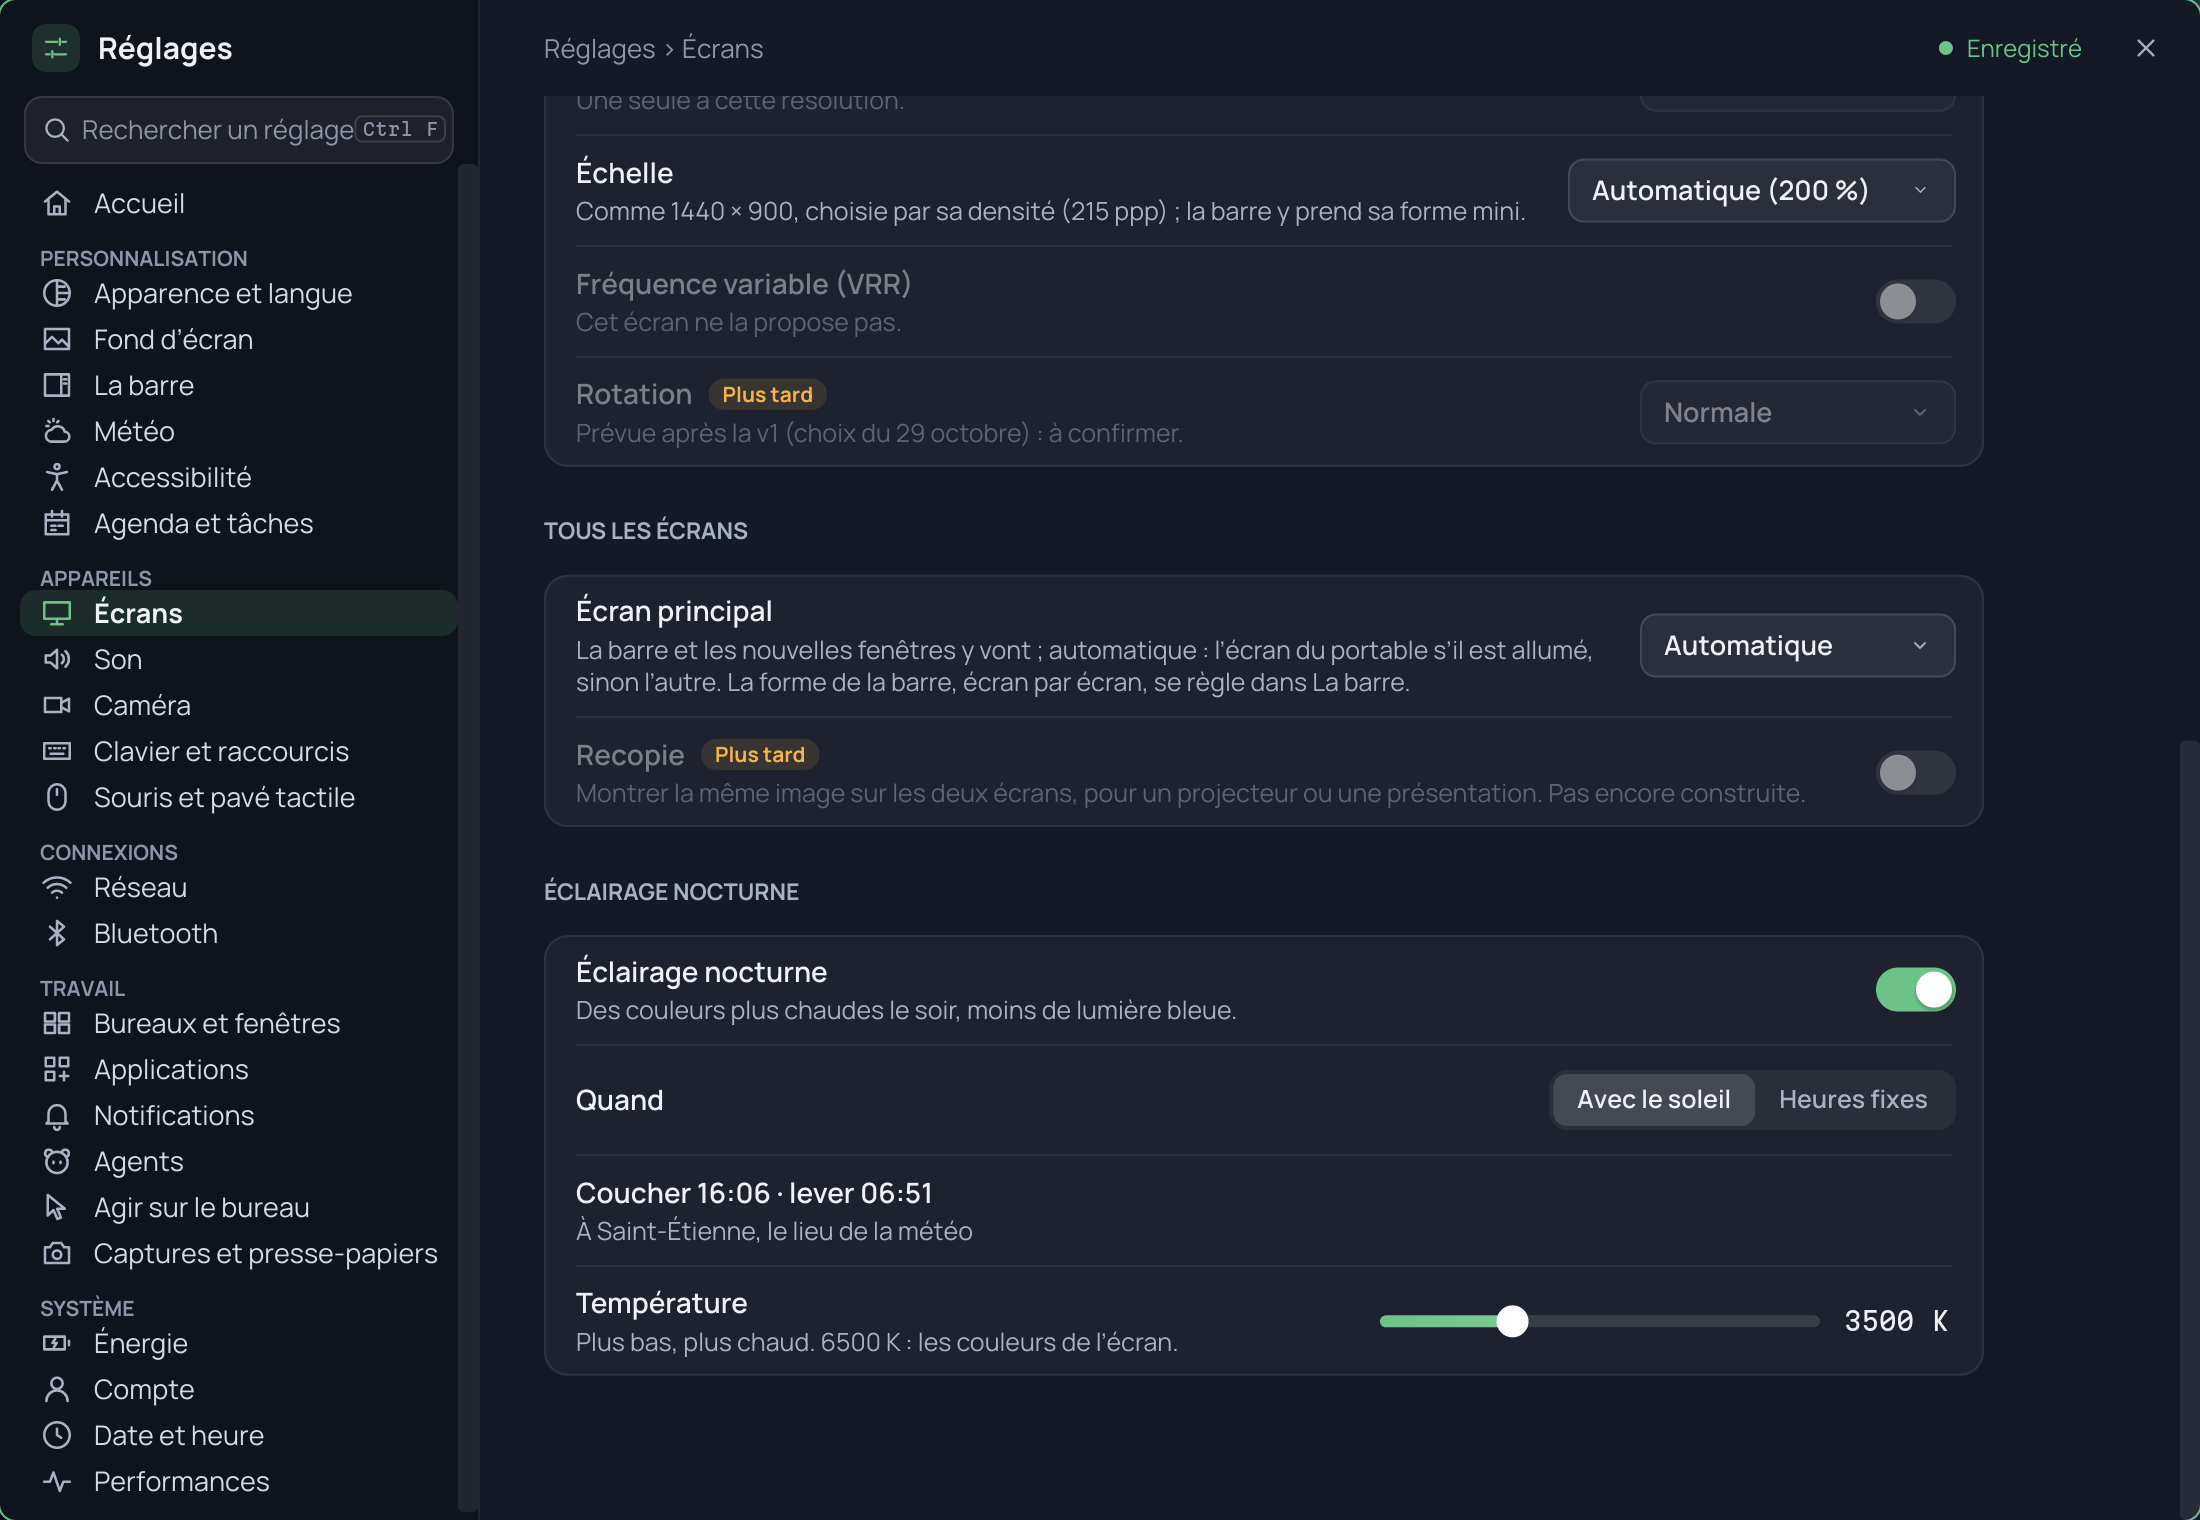 Réglages
Rechercher un réglage Ctrl F
Accueil
PERSONNALISATION
Apparence et langue
Fond d’écran
La barre
Météo
Accessibilité
Agenda et tâches
APPAREILS
Écrans
Son
Caméra
Clavier et raccourcis
Souris et pavé tactile
CONNEXIONS
Réseau
Bluetooth
TRAVAIL
Bureaux et fenêtres
Applications
Notifications
Agents
Agir sur le bureau
Captures et presse-papiers
SYSTÈME
Énergie
Compte
Date et heure
Performances
Réglages › Écrans
Enregistré
Une seule à cette résolution.
Échelle
Comme 1440 × 900, choisie par sa densité (215 ppp) ; la barre y prend sa forme mini.
Automatique (200 %)
Fréquence variable (VRR)
Cet écran ne la propose pas.
Rotation Plus tard
Prévue après la v1 (choix du 29 octobre) : à confirmer.
Normale
TOUS LES ÉCRANS
Écran principal
La barre et les nouvelles fenêtres y vont ; automatique : l’écran du portable s’il est allumé,
sinon l’autre. La forme de la barre, écran par écran, se règle dans La barre.
Automatique
Recopie Plus tard
Montrer la même image sur les deux écrans, pour un projecteur ou une présentation. Pas encore construite.
ÉCLAIRAGE NOCTURNE
Éclairage nocturne
Des couleurs plus chaudes le soir, moins de lumière bleue.
Quand
Avec le soleil Heures fixes
Coucher 16:06 · lever 06:51
À Saint-Étienne, le lieu de la météo
Température
Plus bas, plus chaud. 6500 K : les couleurs de l’écran.
3500 K